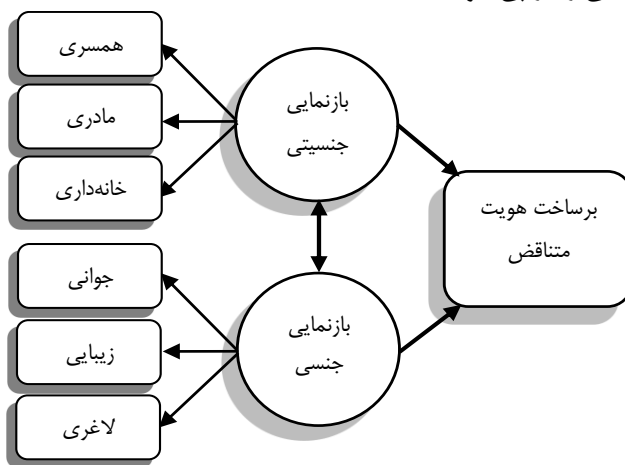 همسری
مادری
خانه‌داری
بازنمایی
جنسیتی
برساخت هویت
متناقض
جوانی
زیبایی
لاغری
بازنمایی
جنسی